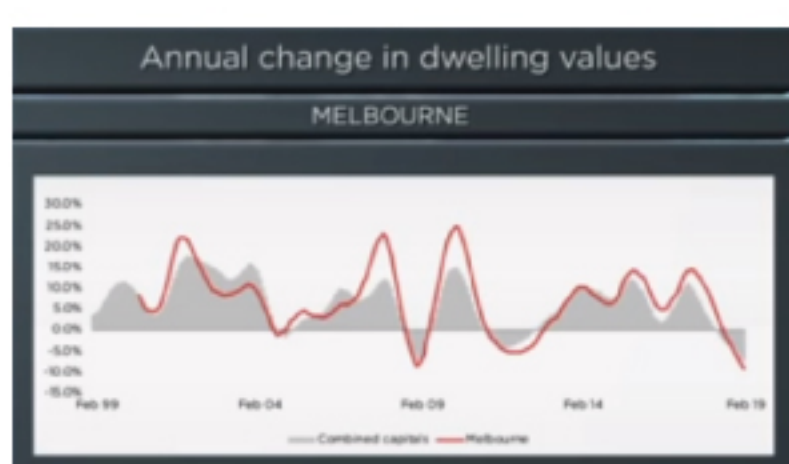 Annual change in dwelling values
MELBOURNE
30.0%
25.0%
20.0%
15.0%
10.0%
5.0%
0.0%
-5.0%
-10.0%
-15.0%
Feb 99 Feb 04 Feb 09 Feb 14 Feb 19
Combined capitals Melbourne